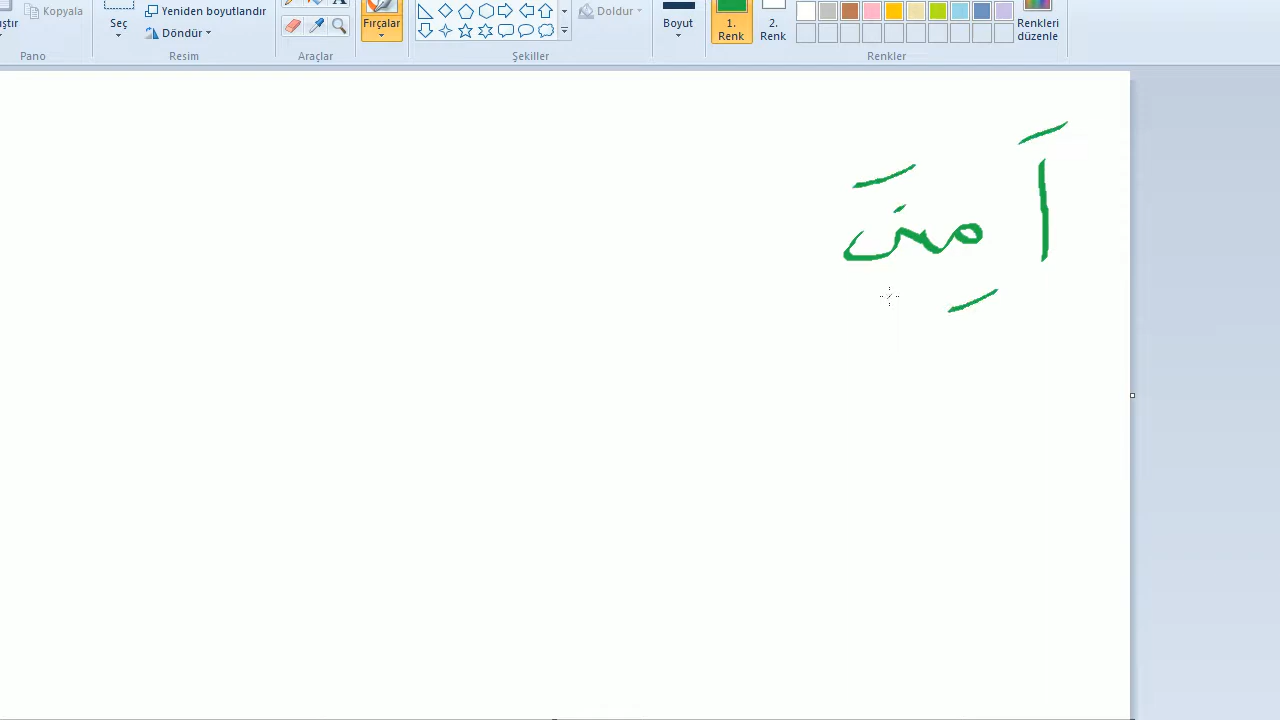 Kopyala
Pano
Seç
Yeniden boyutlandır
Döndür
Resim
A
Araçlar
Fırçalar
Şekiller
Doldur
Boyut
1.
Renk
2.
Renk
Renkler
Renkleri
düzenle
اَمِنَ